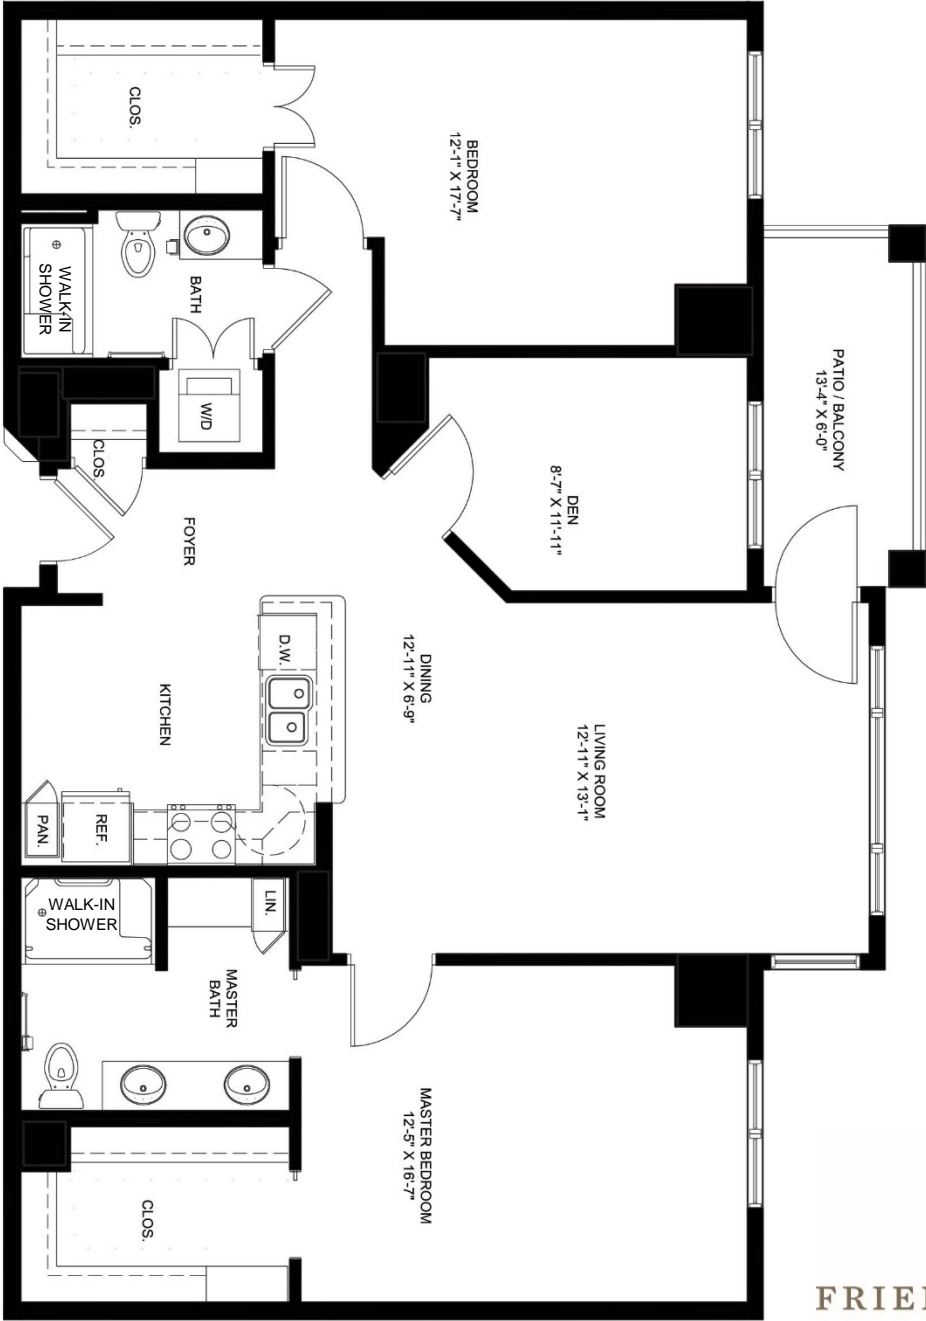 CLOS.
BEDROOM
12'-1" X 17'-7"
WALK-IN
SHOWER
BATH
W/D
CLOS.
PATIO / BALCONY
13'-4" X 6'-0"
DEN
8'-7" X 11'-11"
FOYER
D.W.
DINING
12'-11" X 6'-9"
KITCHEN
LIVING ROOM
12'-11" X 13'-1"
PAN.
REF.
LIN.
WALK-IN
SHOWER
MASTER
BATH
MASTER BEDROOM
12'-5" X 16'-7"
CLOS.
FRIE